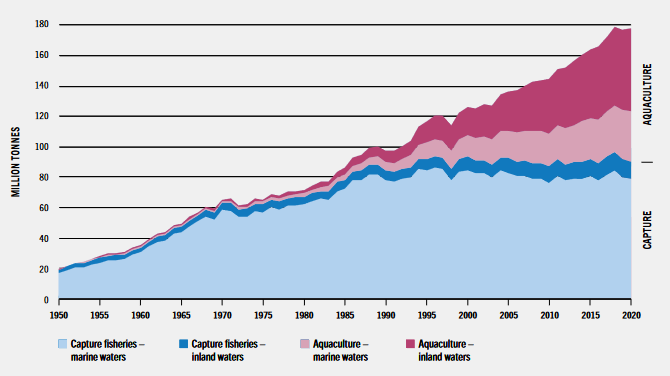 180
160
140
120
100
80
60
40
20
0
MILLION TONNES
1950 1955 1960 1965 1970 1975 1980 1985 1990 1995 2000 2005 2010 2015 2020
AQUACULTURE
CAPTURE
Capture fisheries –
marine waters
Capture fisheries –
inland waters
Aquaculture –
marine waters
Aquaculture –
inland waters